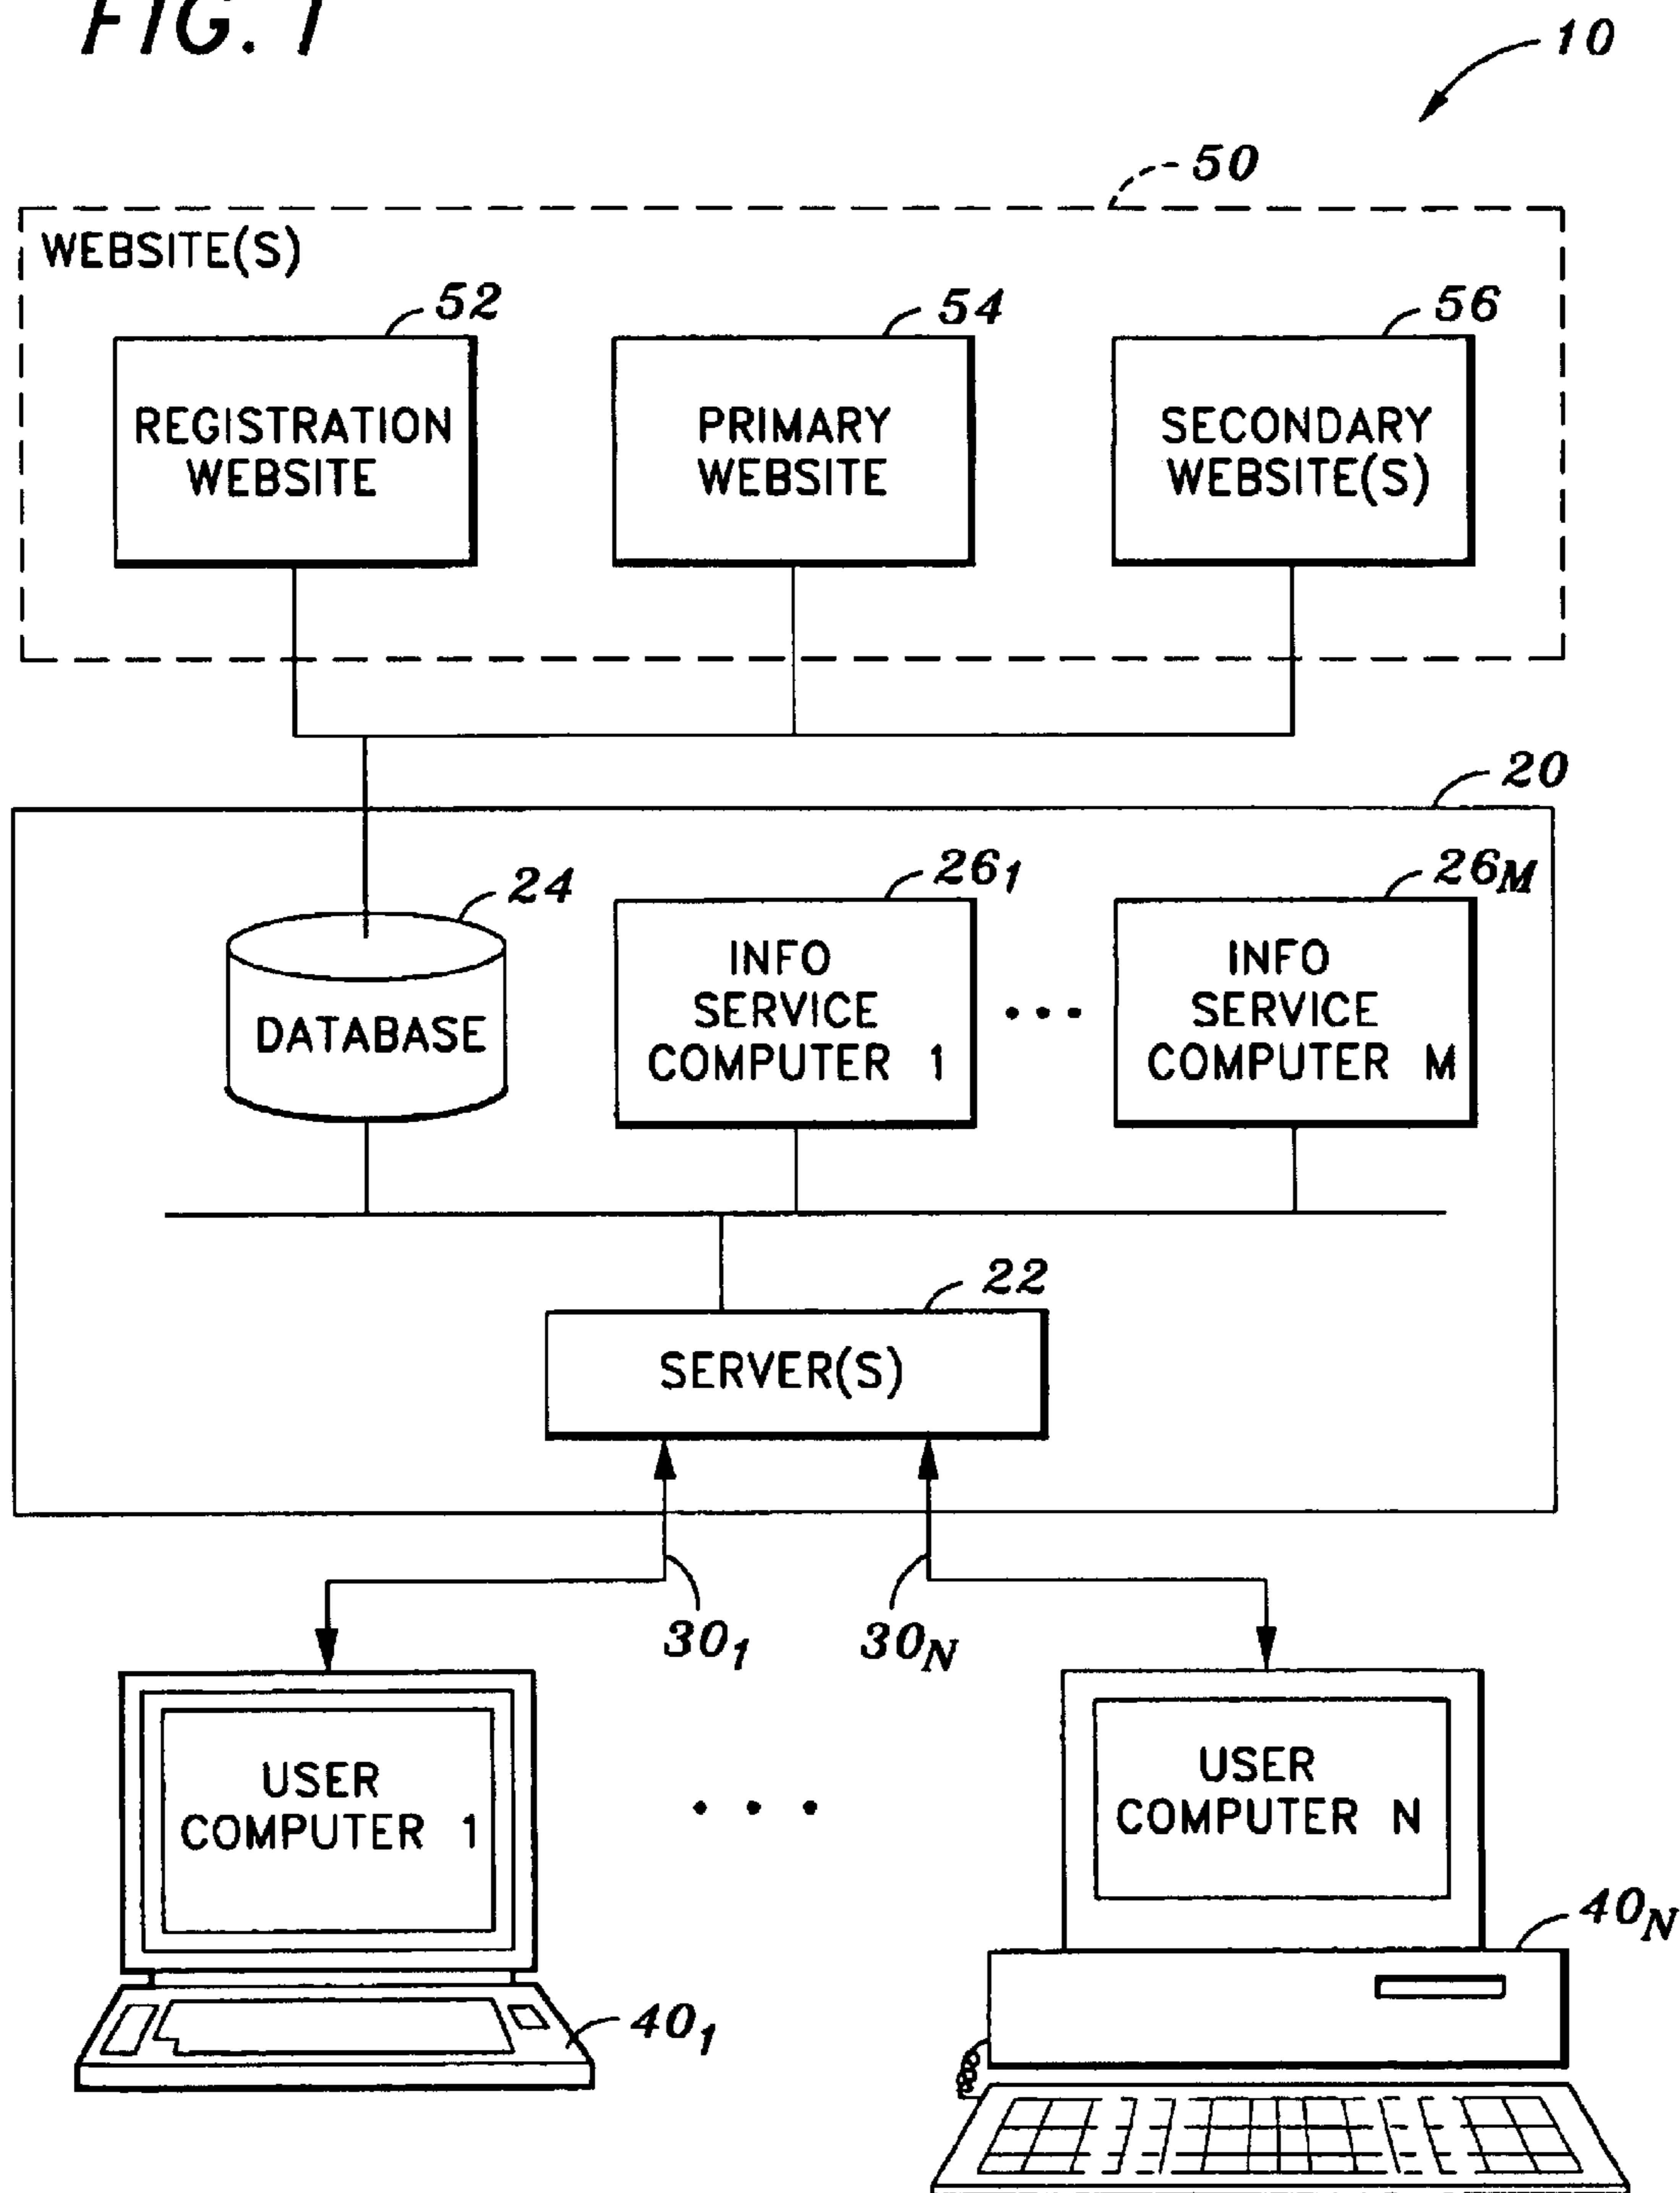 FIG. 1
10
50
WEBSITE(S)
52
54
56
REGISTRATION
WEBSITE
PRIMARY
WEBSITE
SECONDARY
WEBSITE(S)
20
24
26₁
26M
DATABASE
INFO
SERVICE
COMPUTER 1
INFO
SERVICE
COMPUTER M
22
SERVER(S)
30₁
30N
USER
COMPUTER 1
USER
COMPUTER N
40₁
40N